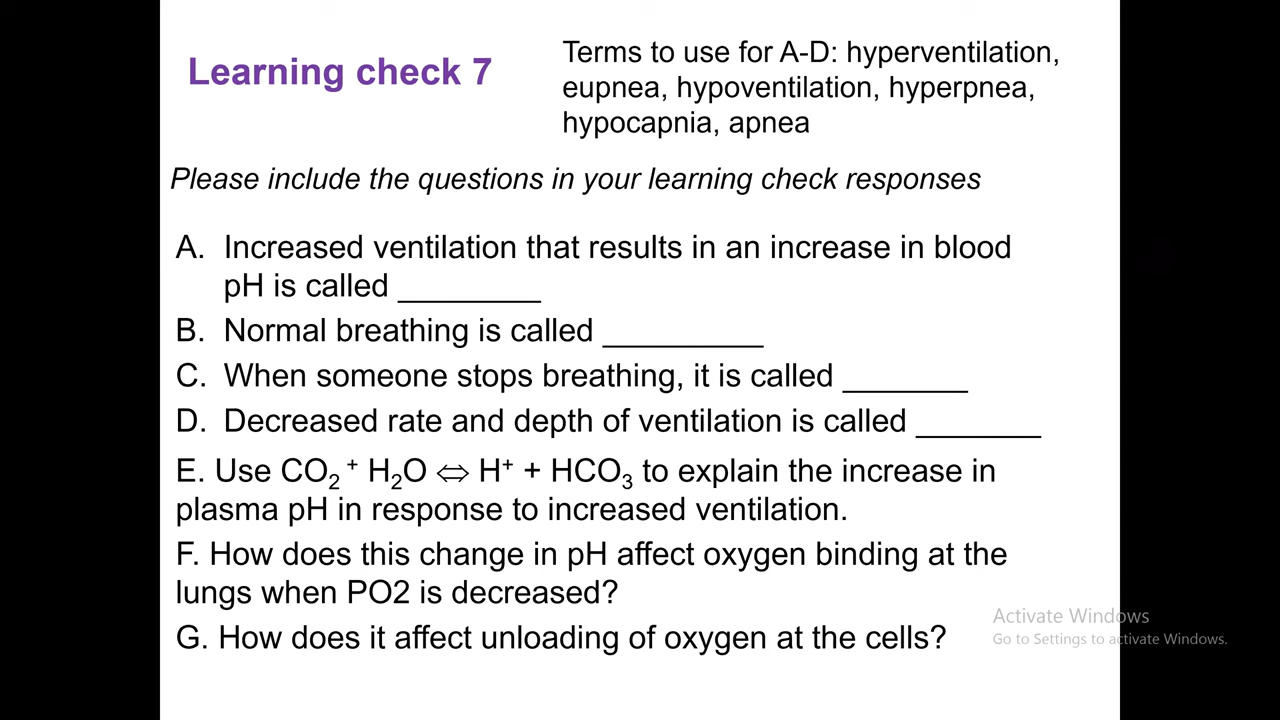 Learning check 7
Terms to use for A-D: hyperventilation,
eupnea, hypoventilation, hyperpnea,
hypocapnia, apnea
Please include the questions in your learning check responses
A. Increased ventilation that results in an increase in blood
pH is called ________
B. Normal breathing is called _________
C. When someone stops breathing, it is called _______
D. Decreased rate and depth of ventilation is called _______
E. Use CO₂ ⁺ H₂O ⇔ H⁺ + HCO₃ to explain the increase in
plasma pH in response to increased ventilation.
F. How does this change in pH affect oxygen binding at the
lungs when PO2 is decreased?
G. How does it affect unloading of oxygen at the cells?
Activate Windows
Go to Settings to activate Windows.